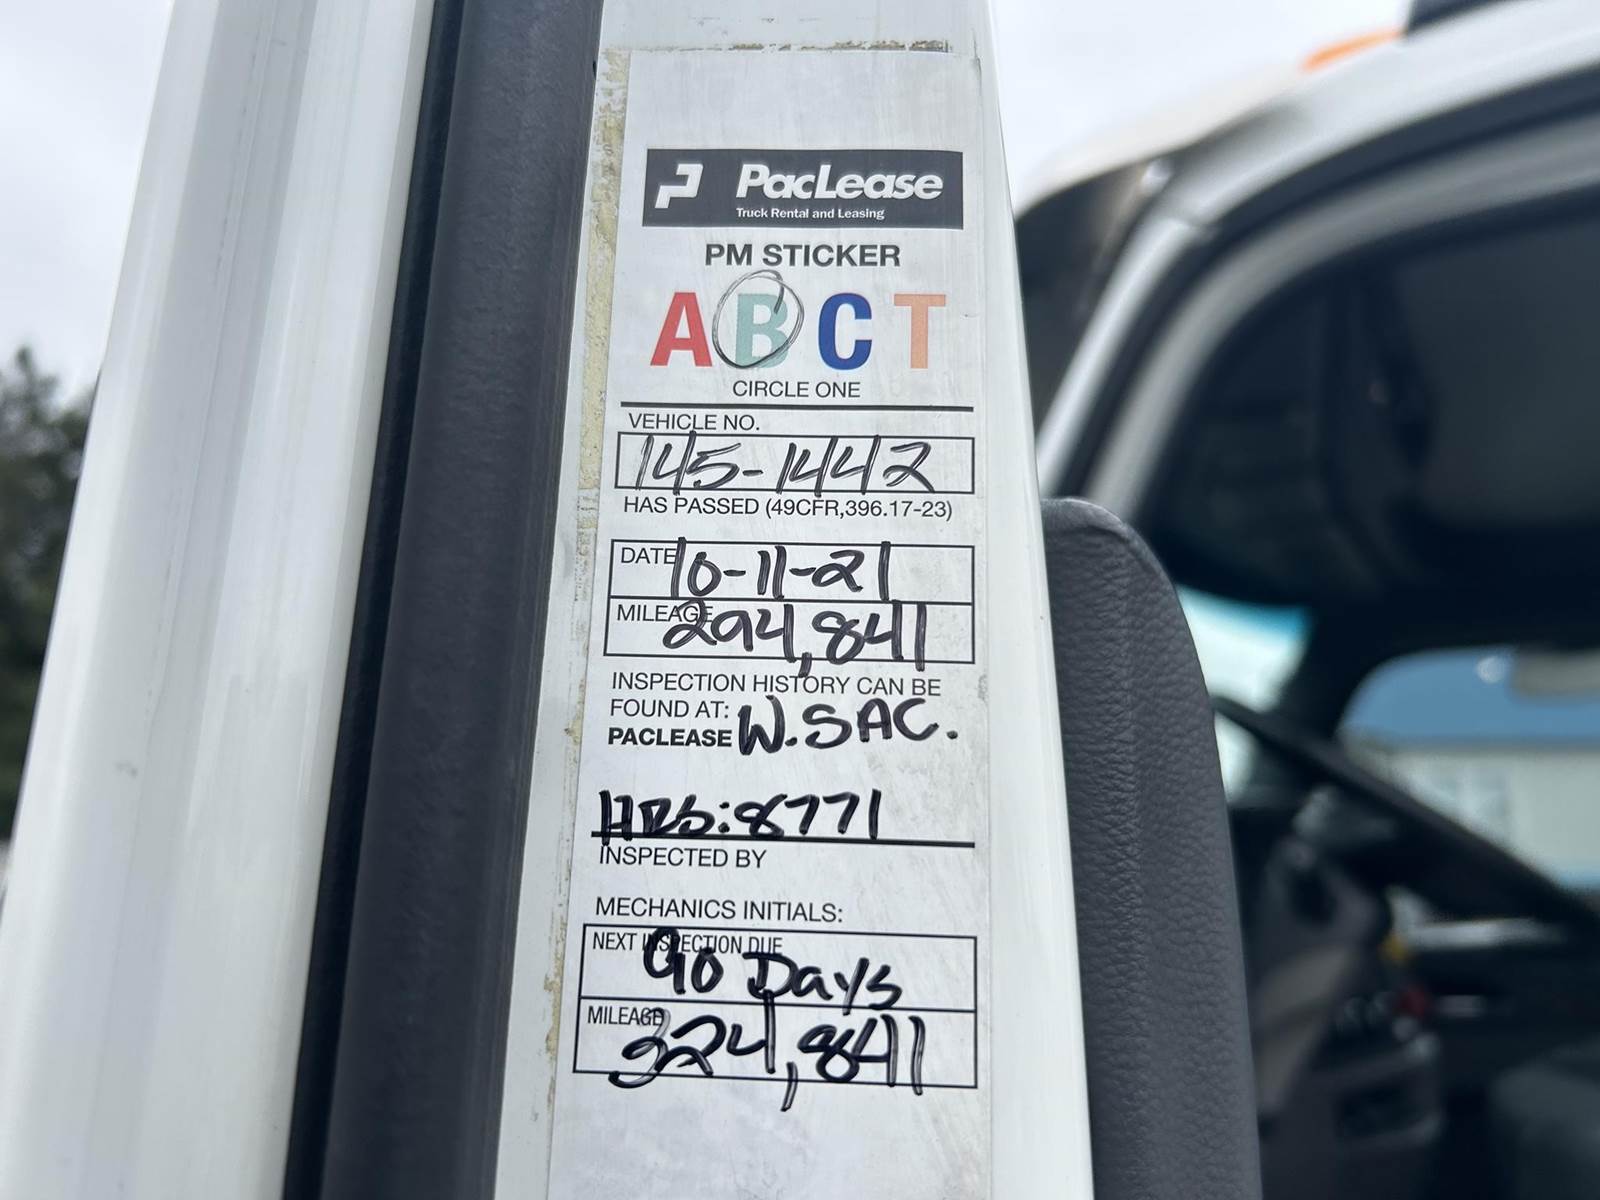 PacLease
Truck Rental and Leasing
PM STICKER
A B C T
CIRCLE ONE
VEHICLE NO.
145-1442
HAS PASSED (49CFR,396.17-23)
DATE 10-11-21
MILEAGE 294,841
INSPECTION HISTORY CAN BE
FOUND AT:
PACLEASE W. SAC.
HRS: 8771
INSPECTED BY
MECHANICS INITIALS:
NEXT INSPECTION DUE
90 Days
MILEAGE 324,841